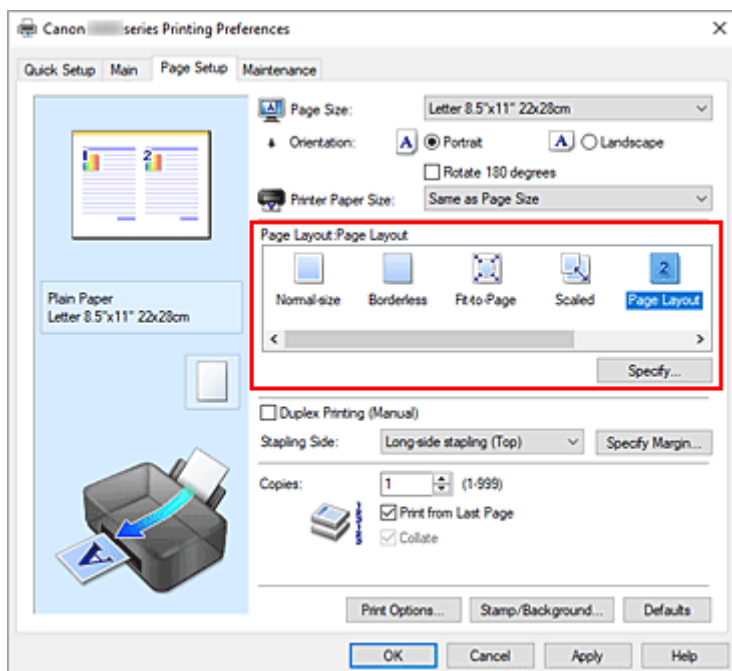 Canon series Printing Preferences
Quick Setup Main Page Setup Maintenance
Page Size: Letter 8.5"x11" 22x28cm
Orientation: A Portrait A Landscape
Rotate 180 degrees
Printer Paper Size: Same as Page Size
Page Layout:Page Layout
2
Normal-size Borderless Fit-to-Page Scaled Page Layout
Specify...
1 2
Plain Paper
Letter 8.5"x11" 22x28cm
Duplex Printing (Manual)
Stapling Side: Long-side stapling (Top) Specify Margin...
Copies: 1 (1-999)
Print from Last Page
Collate
A
Print Options... Stamp/Background... Defaults
OK Cancel Apply Help